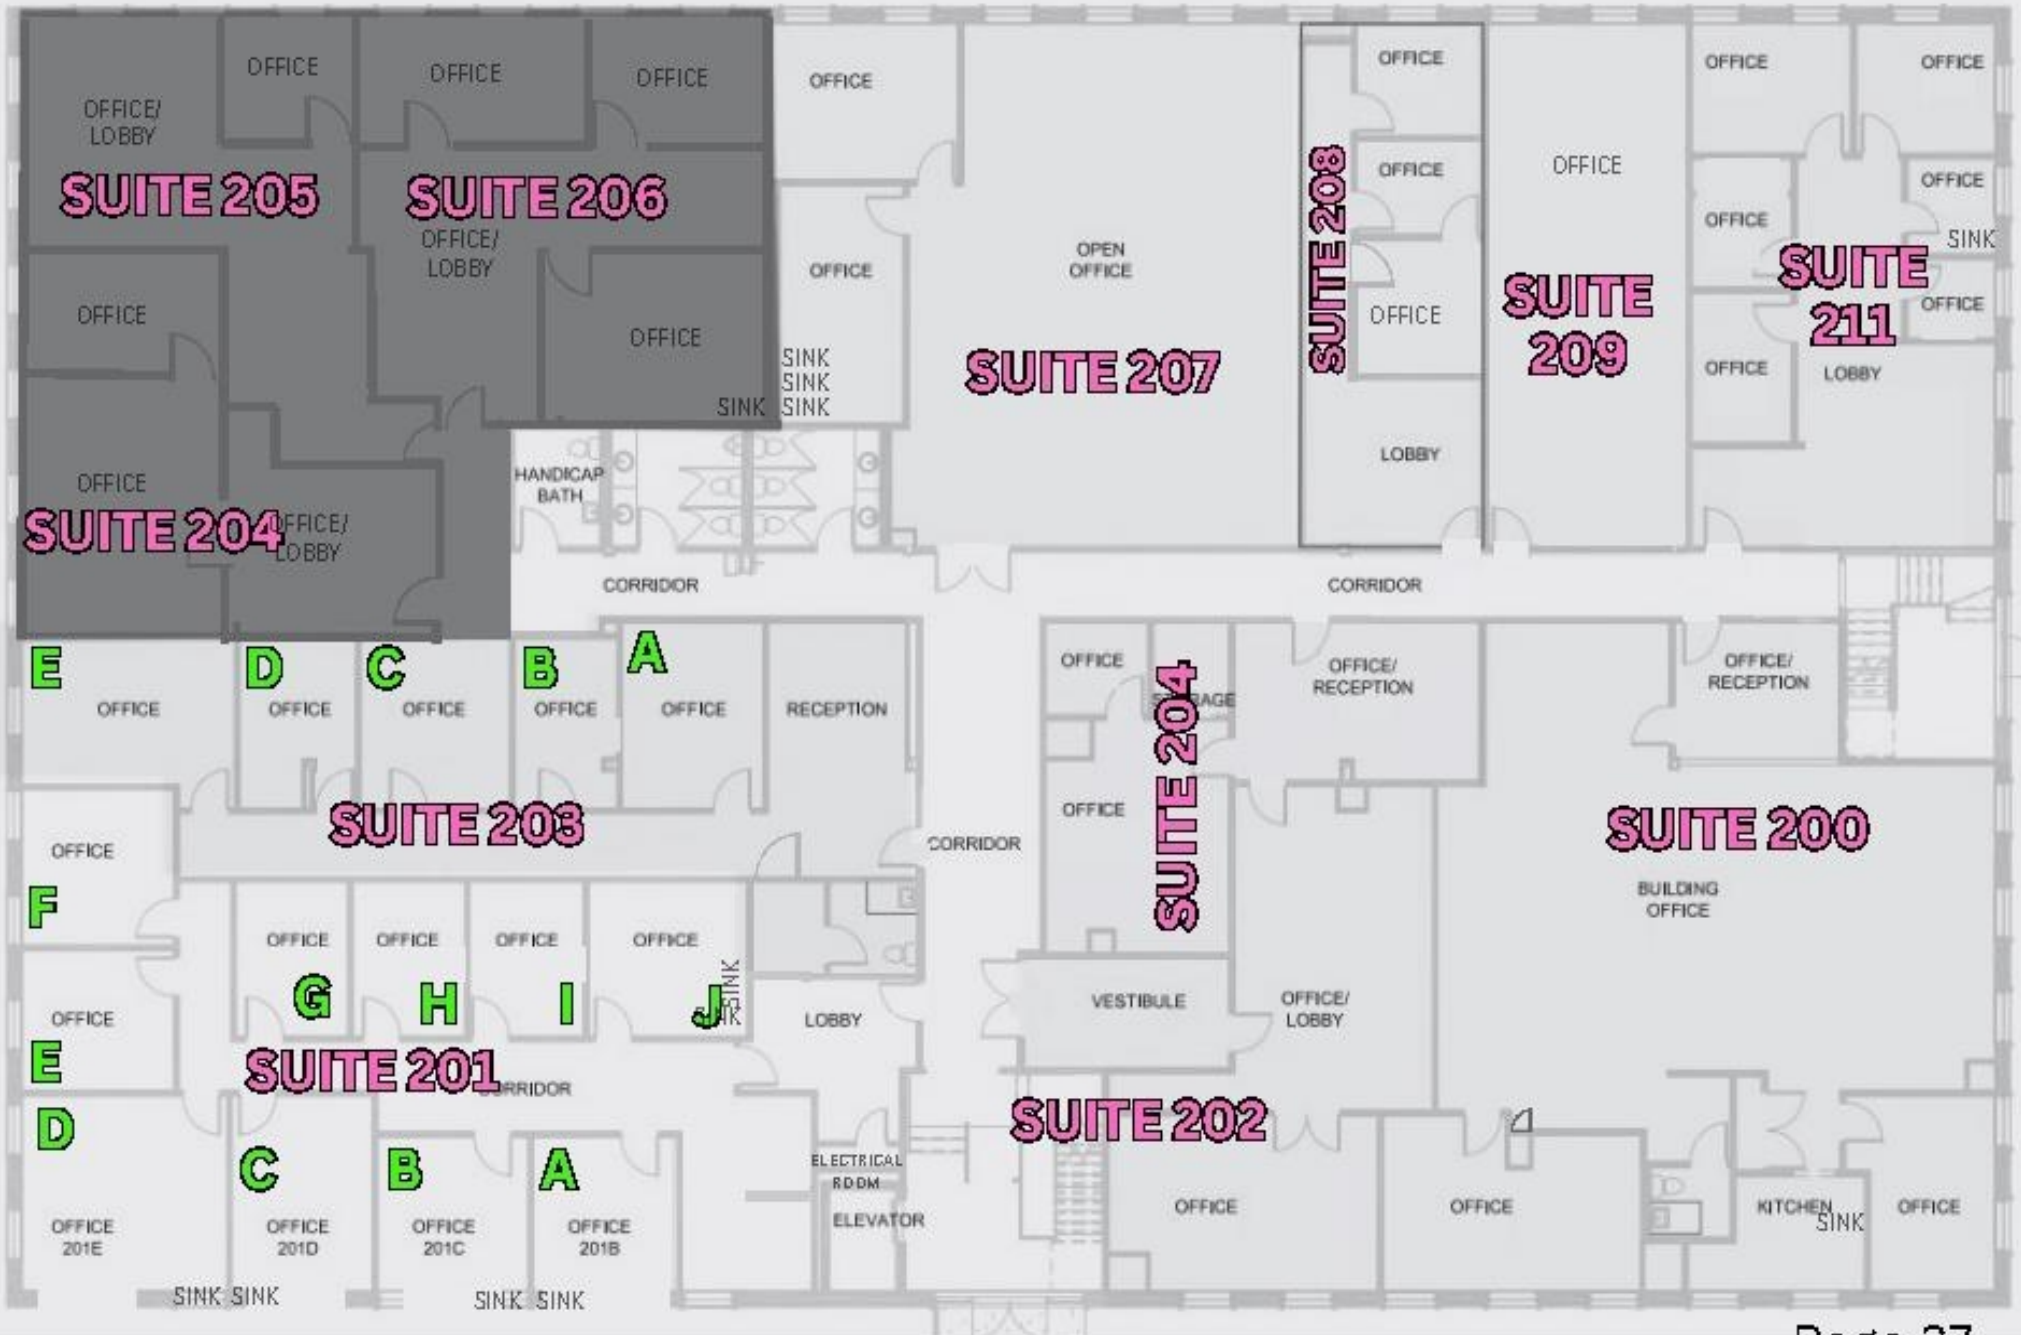 OFFICE
OFFICE
OFFICE
OFFICE/
LOBBY
SUITE 205
SUITE 206
OFFICE/
LOBBY
OFFICE
OFFICE
SINK
OFFICE
SUITE 204
OFFICE/
LOBBY
OFFICE
OFFICE
SINK
SINK
SINK
OPEN
OFFICE
SUITE 207
OFFICE
OFFICE
SUITE 208
OFFICE
LOBBY
OFFICE
SUITE
209
OFFICE
OFFICE
OFFICE
OFFICE
SINK
SUITE
211
OFFICE
OFFICE
LOBBY
HANDICAP
BATH
CORRIDOR
CORRIDOR
E
D
C
B
A
OFFICE
OFFICE
OFFICE
OFFICE
OFFICE
RECEPTION
SUITE 203
OFFICE
F
CORRIDOR
OFFICE
STORAGE
OFFICE/
RECEPTION
OFFICE/
RECEPTION
SUITE 204
OFFICE
SUITE 200
BUILDING
OFFICE
OFFICE
OFFICE
OFFICE
OFFICE
SINK
G
H
I
J
SINK
OFFICE
E
LOBBY
VESTIBULE
OFFICE/
LOBBY
SUITE 201
CORRIDOR
SUITE 202
D
C
B
A
ELECTRICAL
ROOM
ELEVATOR
OFFICE
201E
OFFICE
201D
OFFICE
201C
OFFICE
201B
OFFICE
OFFICE
KITCHEN
SINK
OFFICE
SINK SINK
SINK SINK